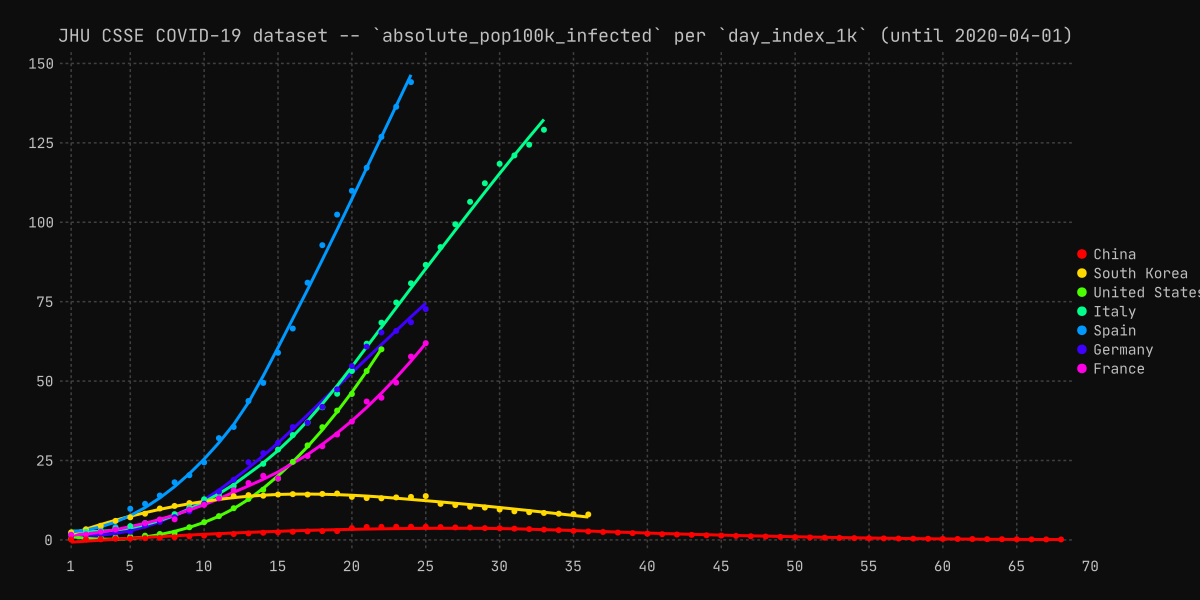 JHU CSSE COVID-19 dataset -- `absolute_pop100k_infected` per `day_index_1k` (until 2020-04-01)
150
125
100
75
50
25
0
1 5 10 15 20 25 30 35 40 45 50 55 60 65 70
China
South Korea
United States
Italy
Spain
Germany
France